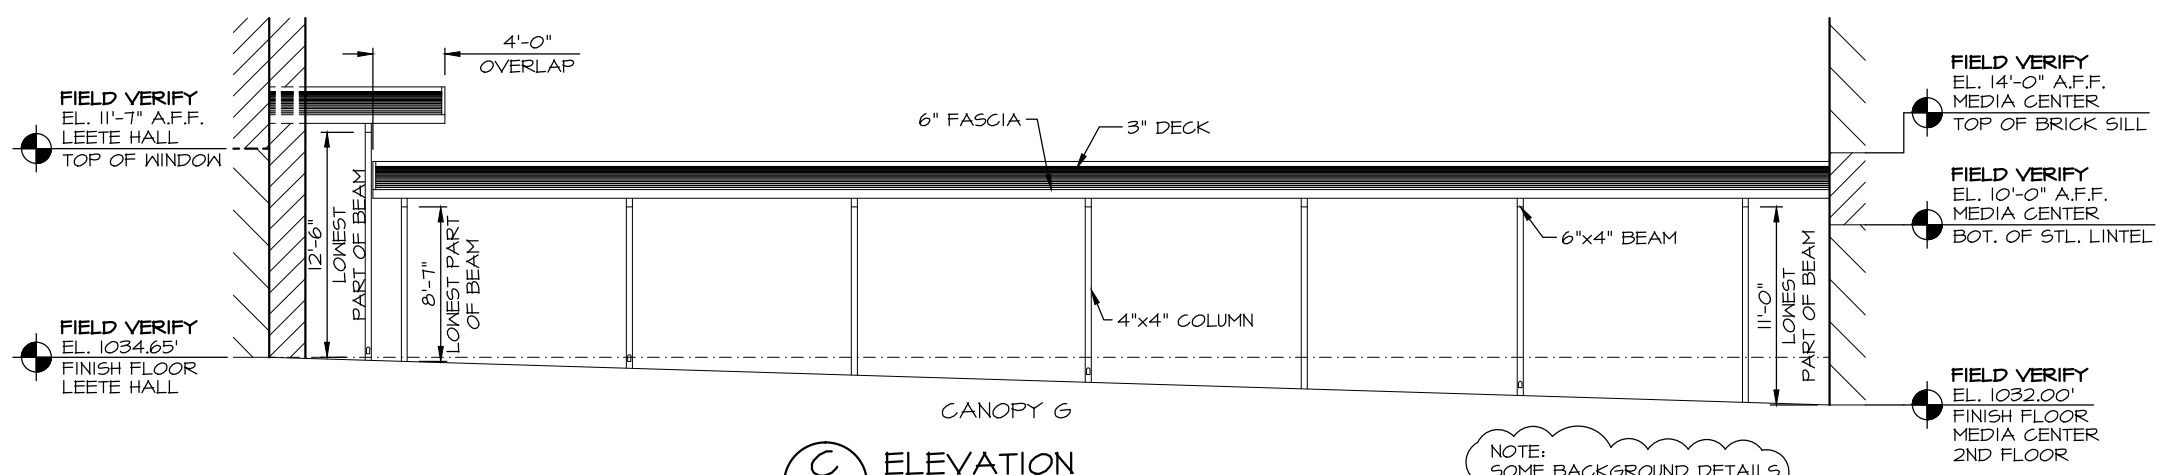 4'-0"
OVERLAP
FIELD VERIFY
EL. 11'-7" A.F.F.
LEETE HALL
TOP OF WINDOW
FIELD VERIFY
EL. 1034.65'
FINISH FLOOR
LEETE HALL
12'-6"
LOWEST
PART OF BEAM
8'-7"
LOWEST PART
OF BEAM
6" FASCIA
3" DECK
6"x4" BEAM
4"x4" COLUMN
11'-0"
LOWEST
PART OF BEAM
FIELD VERIFY
EL. 14'-0" A.F.F.
MEDIA CENTER
TOP OF BRICK SILL
FIELD VERIFY
EL. 10'-0" A.F.F.
MEDIA CENTER
BOT. OF STL. LINTEL
FIELD VERIFY
EL. 1032.00'
FINISH FLOOR
MEDIA CENTER
2ND FLOOR
CANOPY G
C
ELEVATION
NOTE:
SOME BACKGROUND DETAILS